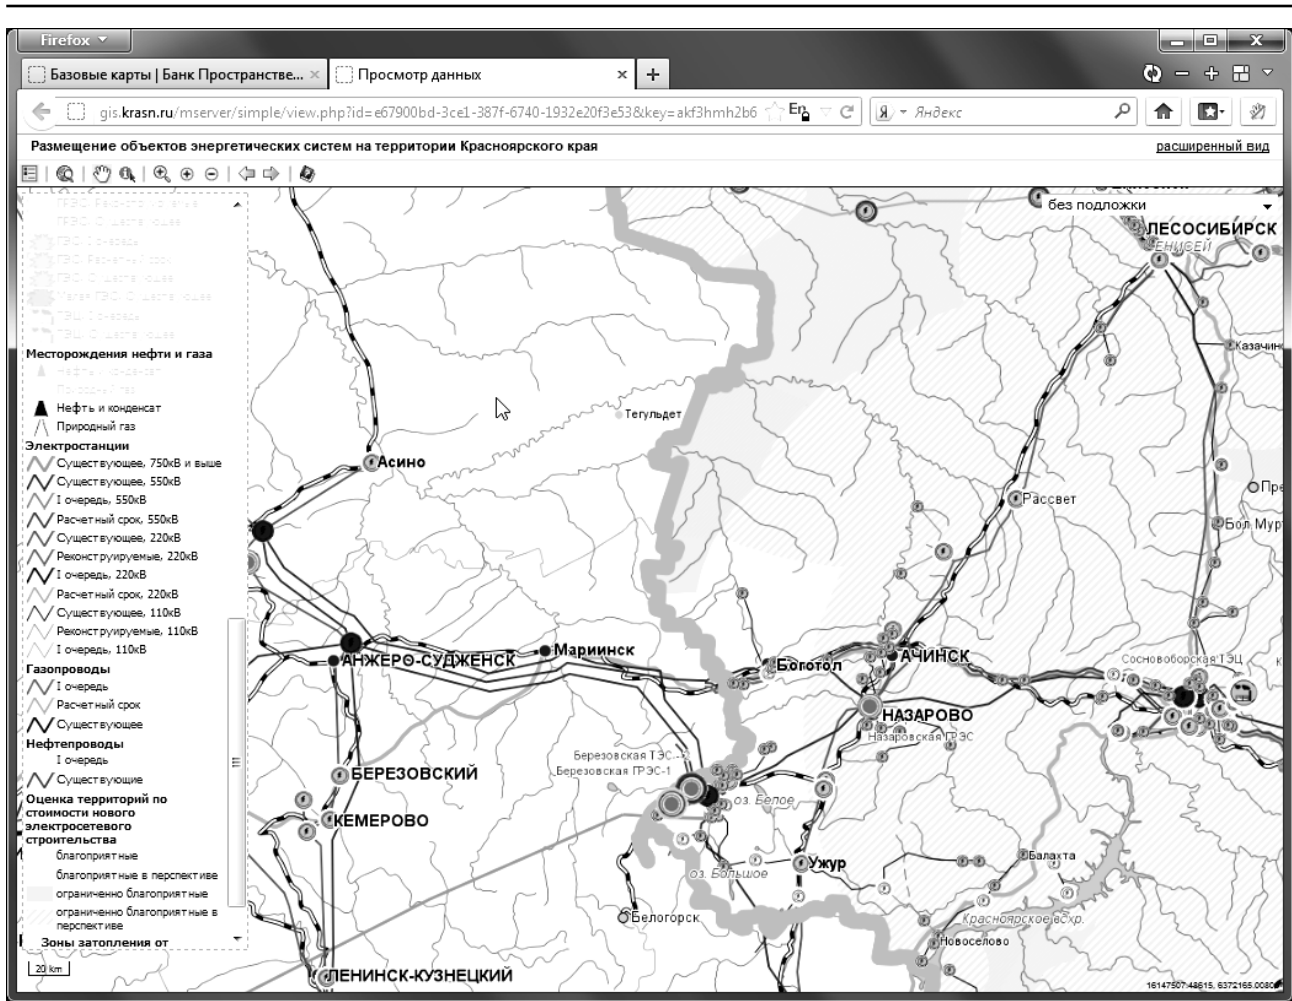 Firefox
Базовые карты | Банк Пространстве...
Просмотр данных
gis.krasn.ru/mserver/simple/view.php?id=e67900bd-3ce1-387f-6740-1932e20f3e53&key=akf3hmh2b6
Яндекс
Размещение объектов энергетических систем на территории Красноярского края
расширенный вид
без подложки
Месторождения нефти и газа
Нефть и конденсат
Природный газ
Электростанции
Существующее, 750кВ и выше
Существующее, 550кВ
I очередь, 550кВ
Расчетный срок, 550кВ
Существующее, 220кВ
Реконструируемые, 220кВ
I очередь, 220кВ
Расчетный срок, 220кВ
Существующее, 110кВ
Реконструируемые, 110кВ
I очередь, 110кВ
Газопроводы
I очередь
Расчетный срок
Существующее
Нефтепроводы
I очередь
Существующие
Оценка территорий по
стоимости нового
электросетевого
строительства
благоприятные
благоприятные в перспективе
ограниченно благоприятные
ограниченно благоприятные в
перспективе
Зоны затопления от
20 km
ЛЕСОСИБИРСК
ЕНИСЕЙ
Казачин
Тегульдет
Асино
Рассвет
Пре
Бол Мур
АНЖЕРО-СУДЖЕНСК
Мариинск
Боготол
АЧИНСК
Сосновоборская ТЭЦ
НАЗАРОВО
Назаровская ГРЭС
Березовская ТЭС
Березовская ГРЭС-1
БЕРЕЗОВСКИЙ
оз. Белое
КЕМЕРОВО
Ужур
Балахта
оз. Большое
Белогорск
Красноярское вдхр.
Новоселово
ЛЕНИНСК-КУЗНЕЦКИЙ